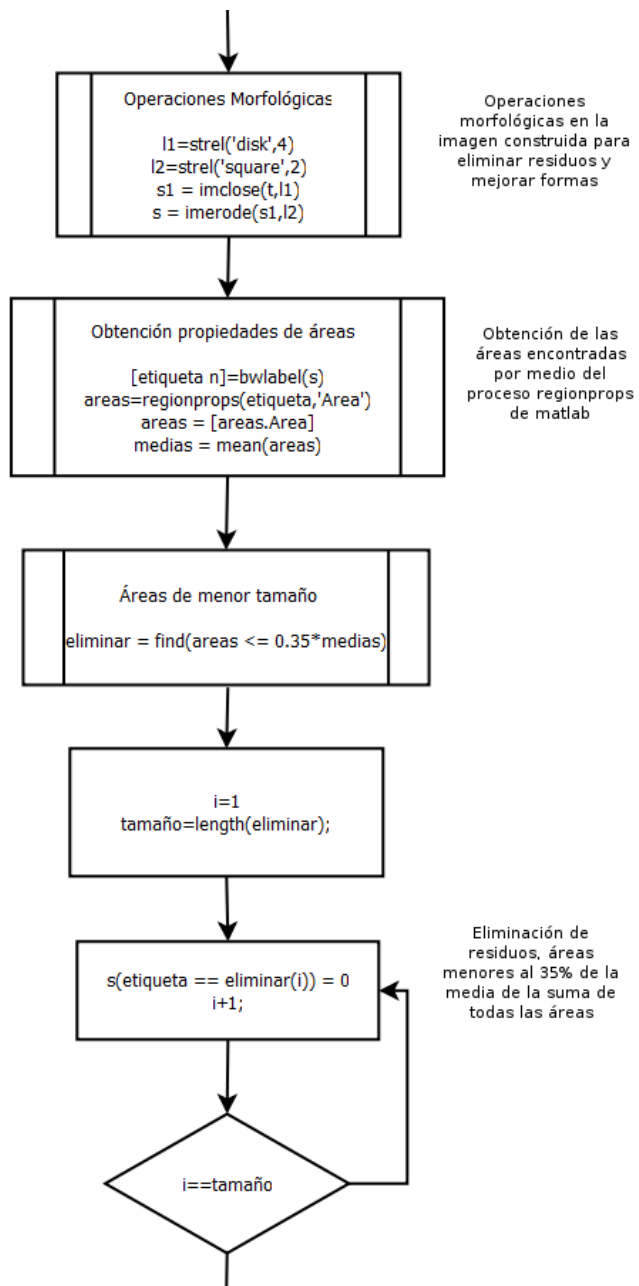 Operaciones Morfológicas
l1=strel('disk',4)
l2=strel('square',2)
s1 = imclose(t,l1)
s = imerode(s1,l2)
Operaciones
morfológicas en la
imagen construida para
eliminar residuos y
mejorar formas
Obtención propiedades de áreas
[etiqueta n]=bwlabel(s)
areas=regionprops(etiqueta,'Area')
areas = [areas.Area]
medias = mean(areas)
Obtención de las
áreas encontradas
por medio del
proceso regionprops
de matlab
Áreas de menor tamaño
eliminar = find(areas <= 0.35*medias)
i=1
tamaño=length(eliminar);
s(etiqueta == eliminar(i)) = 0
i+1;
Eliminación de
residuos, áreas
menores al 35% de la
media de la suma de
todas las áreas
i==tamaño